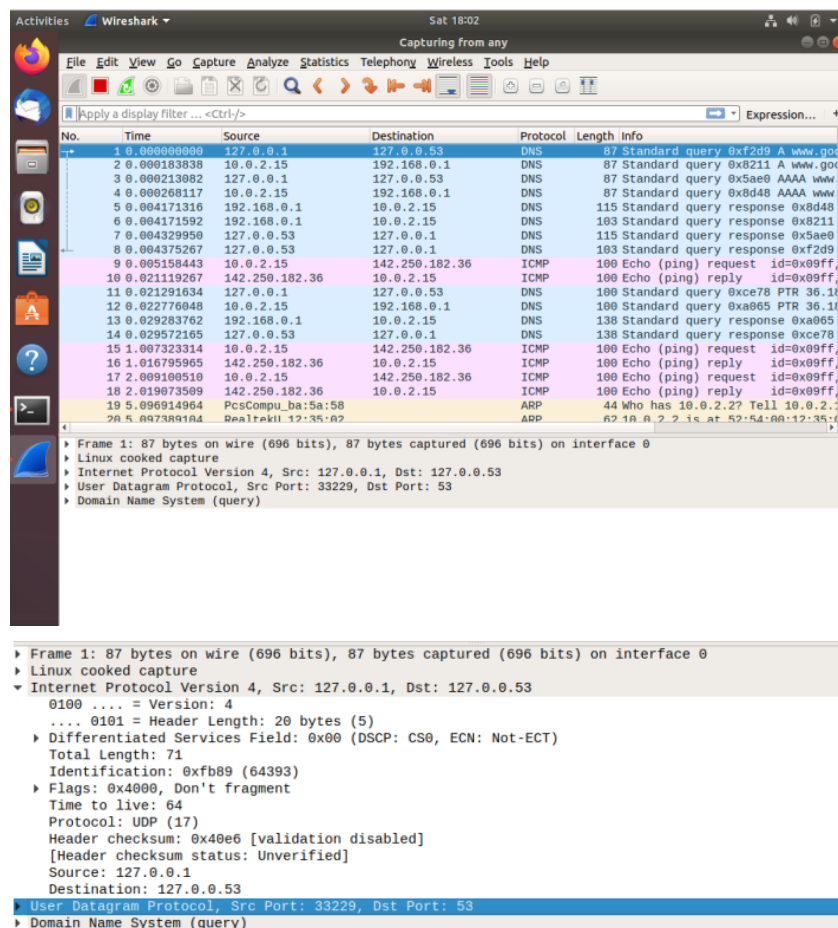 Activities Wireshark Sat 18:02
Capturing from any
File Edit View Go Capture Analyze Statistics Telephony Wireless Tools Help
Apply a display filter ... <Ctrl-/> Expression... +
No. Time Source Destination Protocol Length Info
1 0.000000000 127.0.0.1 127.0.0.53 DNS 87 Standard query 0xf2d9 A www.goo
2 0.000183838 10.0.2.15 192.168.0.1 DNS 87 Standard query 0x8211 A www.goo
3 0.000213082 127.0.0.1 127.0.0.53 DNS 87 Standard query 0x5ae0 AAAA www.
4 0.000268117 10.0.2.15 192.168.0.1 DNS 87 Standard query 0x8d48 AAAA www.
5 0.004171316 192.168.0.1 10.0.2.15 DNS 115 Standard query response 0x8d48
6 0.004171592 192.168.0.1 10.0.2.15 DNS 103 Standard query response 0x8211
7 0.004329950 127.0.0.53 127.0.0.1 DNS 115 Standard query response 0x5ae0
8 0.004375267 127.0.0.53 127.0.0.1 DNS 103 Standard query response 0xf2d9
9 0.005158443 10.0.2.15 142.250.182.36 ICMP 100 Echo (ping) request id=0x09ff,
10 0.021119267 142.250.182.36 10.0.2.15 ICMP 100 Echo (ping) reply id=0x09ff,
11 0.021291634 127.0.0.1 127.0.0.53 DNS 100 Standard query 0xce78 PTR 36.18
12 0.022776048 10.0.2.15 192.168.0.1 DNS 100 Standard query 0xa065 PTR 36.18
13 0.029283762 192.168.0.1 10.0.2.15 DNS 138 Standard query response 0xa065
14 0.029572165 127.0.0.53 127.0.0.1 DNS 138 Standard query response 0xce78
15 1.007323314 10.0.2.15 142.250.182.36 ICMP 100 Echo (ping) request id=0x09ff,
16 1.016795965 142.250.182.36 10.0.2.15 ICMP 100 Echo (ping) reply id=0x09ff,
17 2.009100510 10.0.2.15 142.250.182.36 ICMP 100 Echo (ping) request id=0x09ff,
18 2.019073509 142.250.182.36 10.0.2.15 ICMP 100 Echo (ping) reply id=0x09ff,
19 5.096914964 PcsCompu_ba:5a:58 ARP 44 Who has 10.0.2.2? Tell 10.0.2.1
20 5.097389104 RealtekU_12:35:02 ARP 62 10.0.2.2 is at 52:54:00:12:35:0
Frame 1: 87 bytes on wire (696 bits), 87 bytes captured (696 bits) on interface 0
Linux cooked capture
Internet Protocol Version 4, Src: 127.0.0.1, Dst: 127.0.0.53
User Datagram Protocol, Src Port: 33229, Dst Port: 53
Domain Name System (query)
Frame 1: 87 bytes on wire (696 bits), 87 bytes captured (696 bits) on interface 0
Linux cooked capture
Internet Protocol Version 4, Src: 127.0.0.1, Dst: 127.0.0.53
0100 .... = Version: 4
.... 0101 = Header Length: 20 bytes (5)
Differentiated Services Field: 0x00 (DSCP: CS0, ECN: Not-ECT)
Total Length: 71
Identification: 0xfb89 (64393)
Flags: 0x4000, Don't fragment
Time to live: 64
Protocol: UDP (17)
Header checksum: 0x40e6 [validation disabled]
[Header checksum status: Unverified]
Source: 127.0.0.1
Destination: 127.0.0.53
User Datagram Protocol, Src Port: 33229, Dst Port: 53
Domain Name System (query)